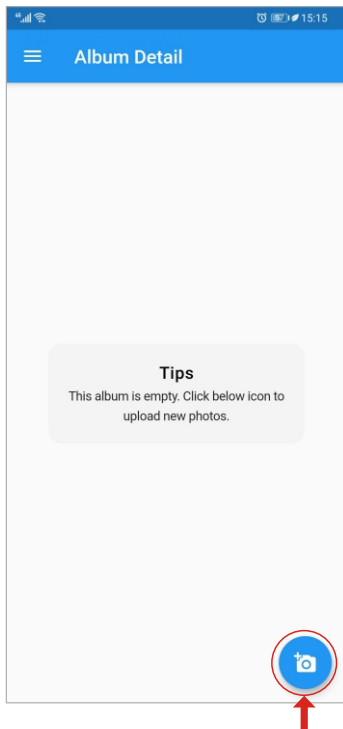 15:15
Album Detail
Tips
This album is empty. Click below icon to
upload new photos.